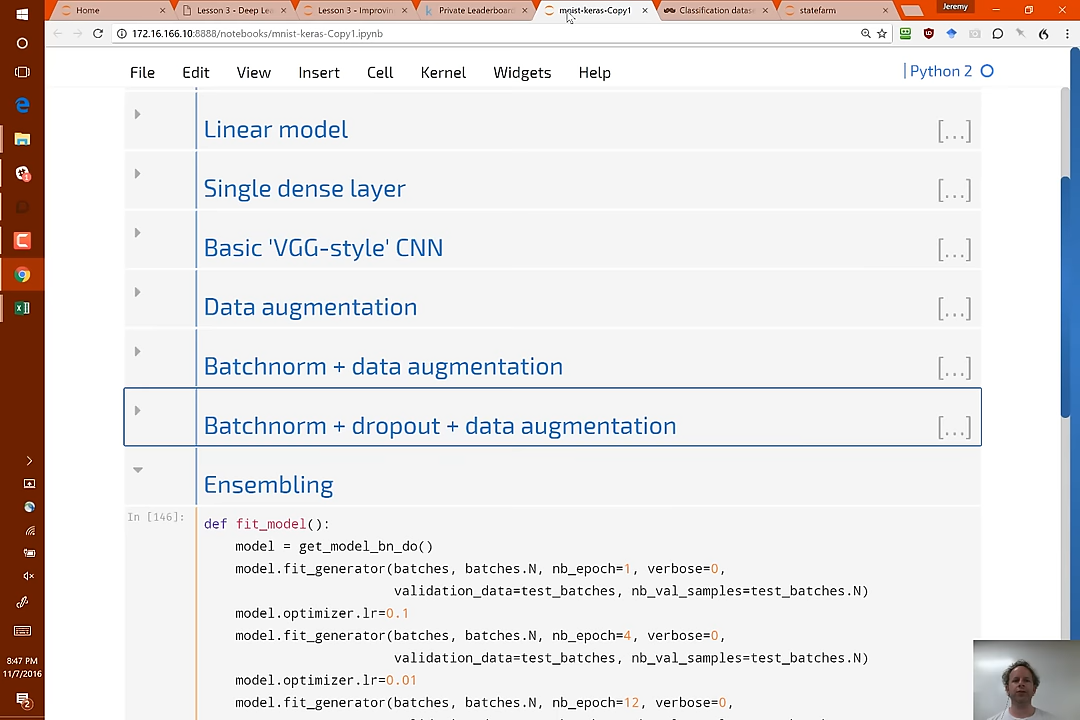 Home
Lesson 3 - Deep Lea
Lesson 3 - Improvin
Private Leaderboard
mnist-keras-Copy1
Classification datas
statefarm
Jeremy
172.16.166.10:8888/notebooks/mnist-keras-Copy1.ipynb
File Edit View Insert Cell Kernel Widgets Help
Python 2
Linear model
[...]
Single dense layer
[...]
Basic 'VGG-style' CNN
[...]
Data augmentation
[...]
Batchnorm + data augmentation
[...]
Batchnorm + dropout + data augmentation
[...]
Ensembling
In [146]:
def fit_model():
model = get_model_bn_do()
model.fit_generator(batches, batches.N, nb_epoch=1, verbose=0,
validation_data=test_batches, nb_val_samples=test_batches.N)
model.optimizer.lr=0.1
model.fit_generator(batches, batches.N, nb_epoch=4, verbose=0,
validation_data=test_batches, nb_val_samples=test_batches.N)
model.optimizer.lr=0.01
model.fit_generator(batches, batches.N, nb_epoch=12, verbose=0,
8:47 PM
11/7/2016